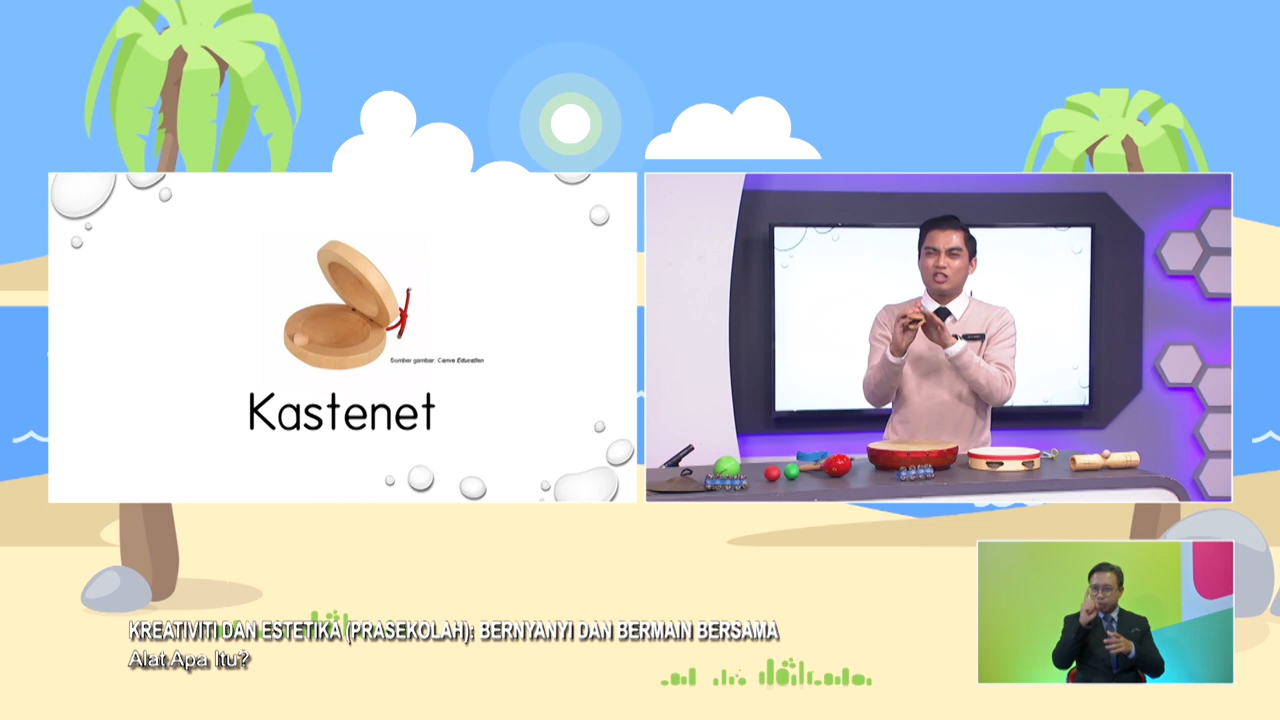 Sumber gambar: Canva Education
Kastenet
KREATIVITI DAN ESTETIKA (PRASEKOLAH): BERNYANYI DAN BERMAIN BERSAMA
Alat Apa Itu?